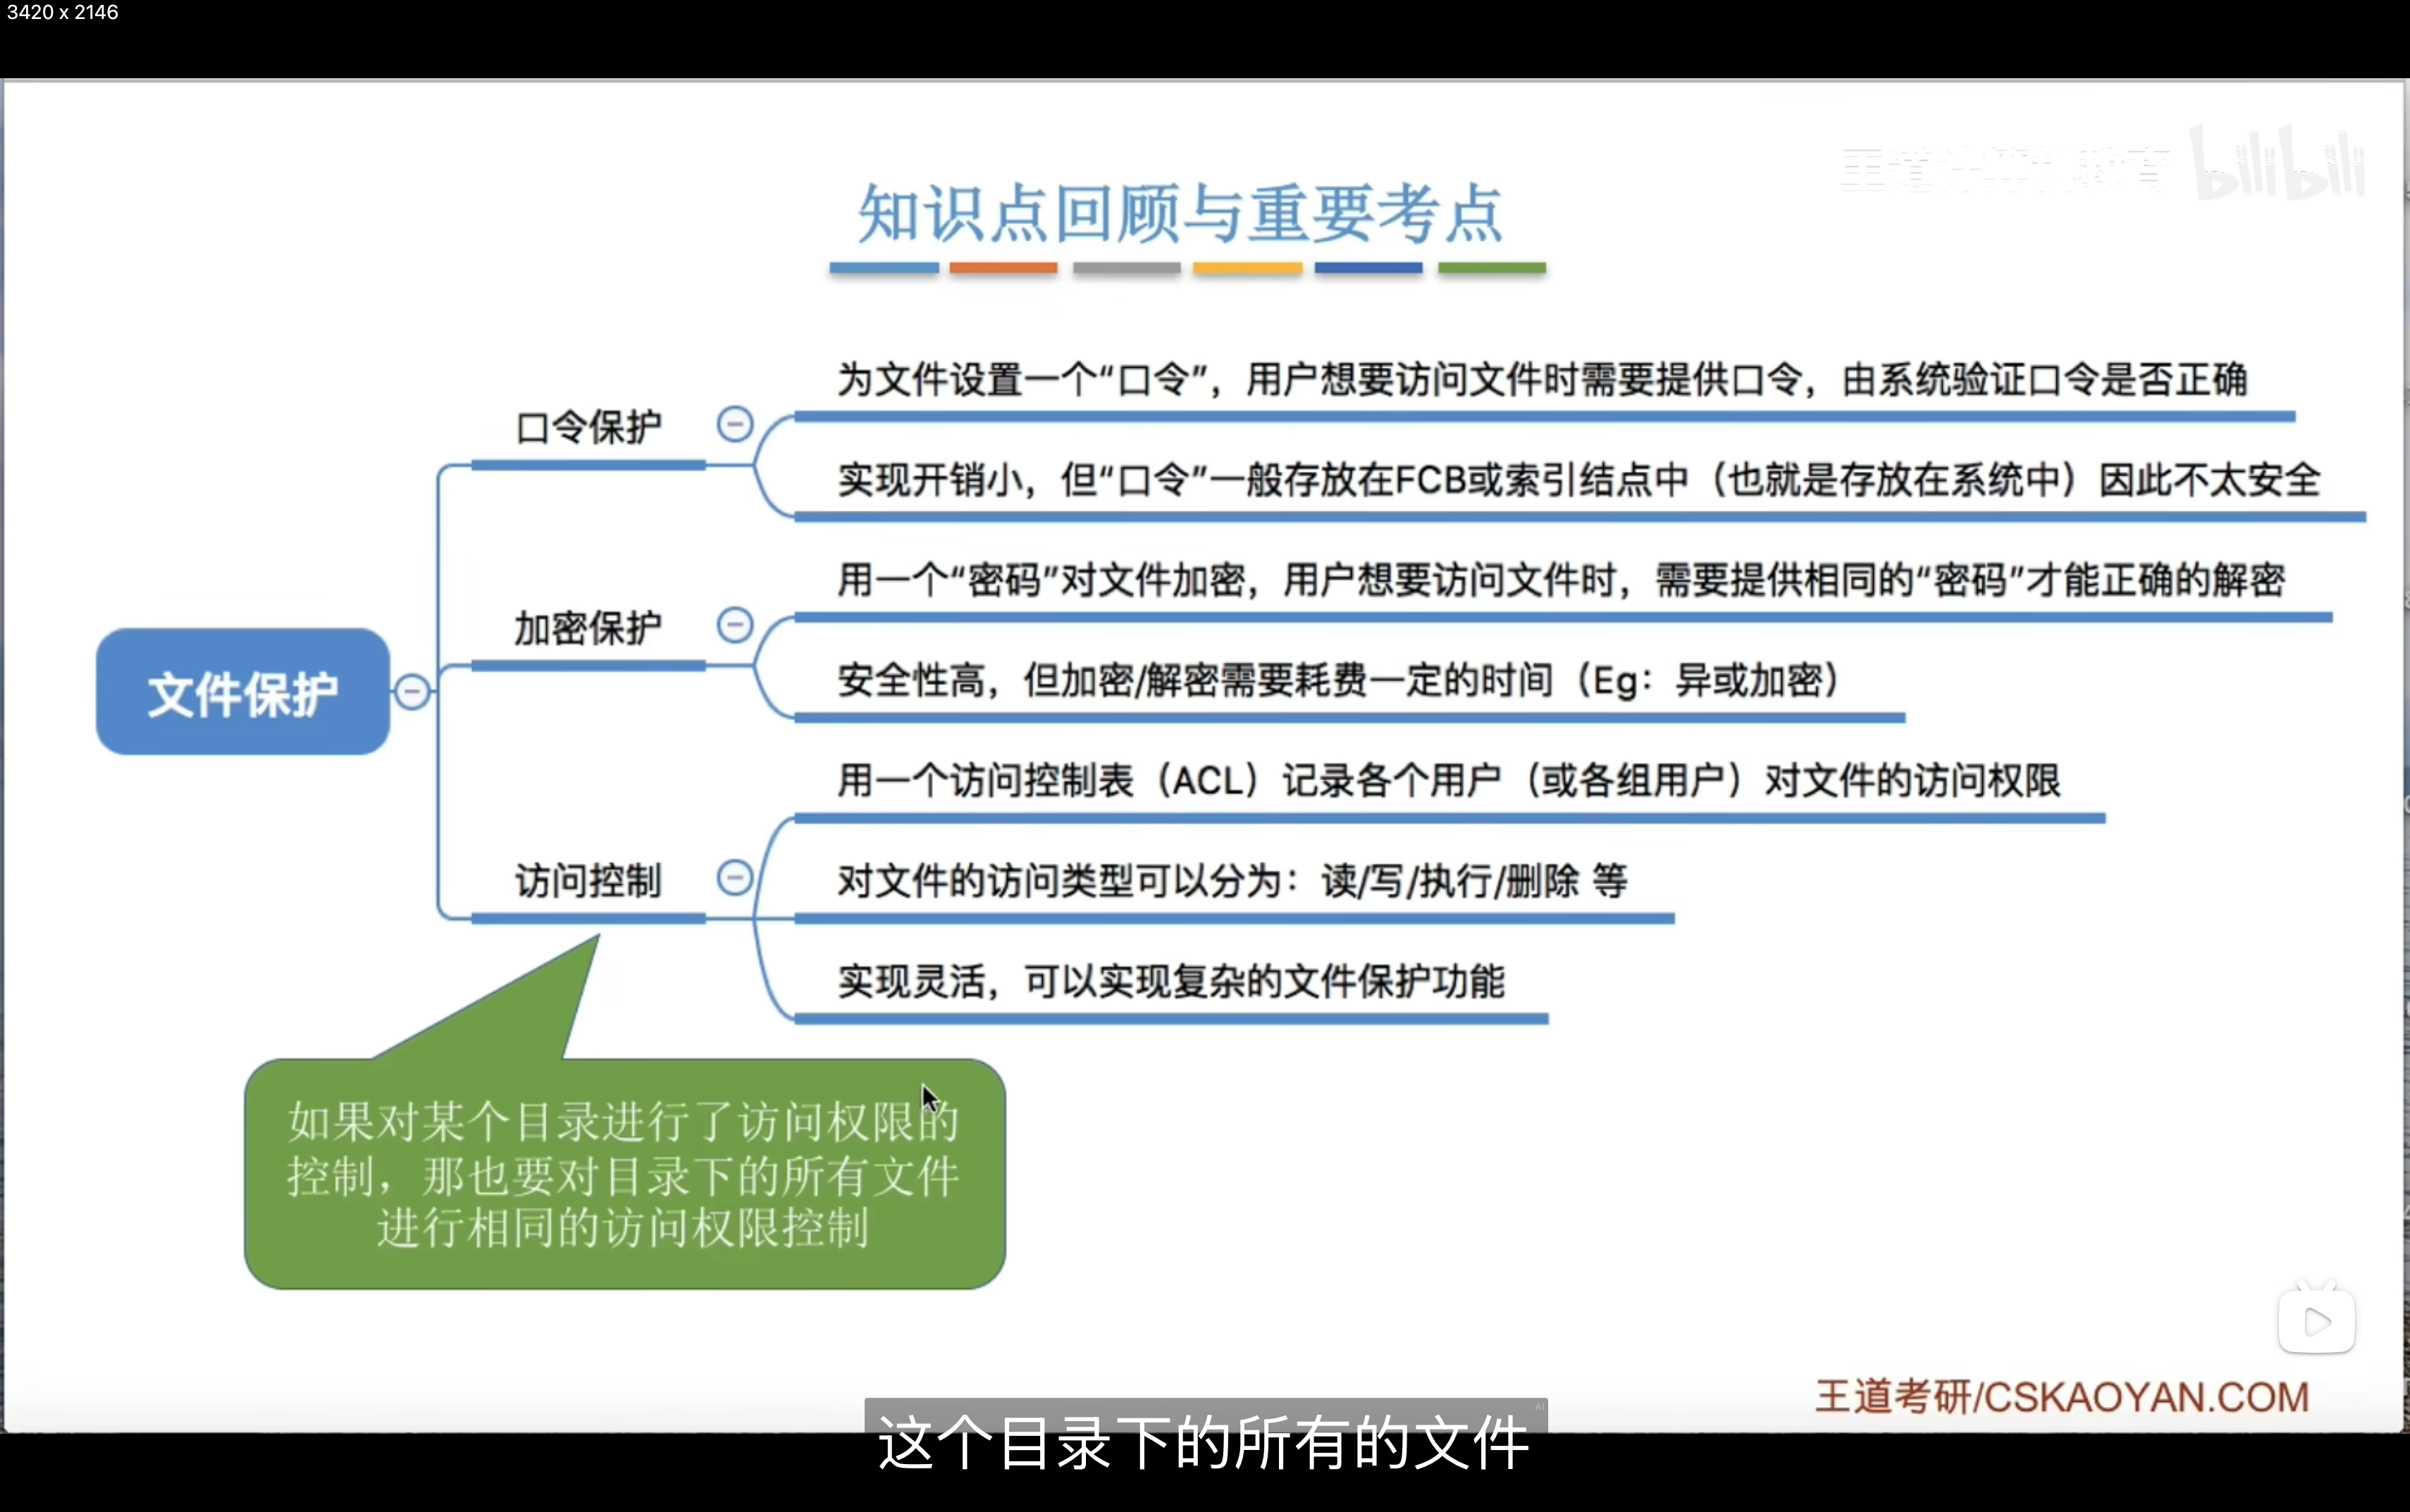 3420 x 2146
王道计算机教育 bilibili
知识点回顾与重要考点
为文件设置一个“口令”，用户想要访问文件时需要提供口令，由系统验证口令是否正确
口令保护
实现开销小，但“口令”一般存放在FCB或索引结点中（也就是存放在系统中）因此不太安全
用一个“密码”对文件加密，用户想要访问文件时，需要提供相同的“密码”才能正确的解密
加密保护
安全性高，但加密/解密需要耗费一定的时间（Eg：异或加密）
文件保护
用一个访问控制表（ACL）记录各个用户（或各组用户）对文件的访问权限
访问控制
对文件的访问类型可以分为：读/写/执行/删除 等
实现灵活，可以实现复杂的文件保护功能
如果对某个目录进行了访问权限的
控制，那也要对目录下的所有文件
进行相同的访问权限控制
王道考研/CSKAOYAN.COM
AI
这个目录下的所有的文件